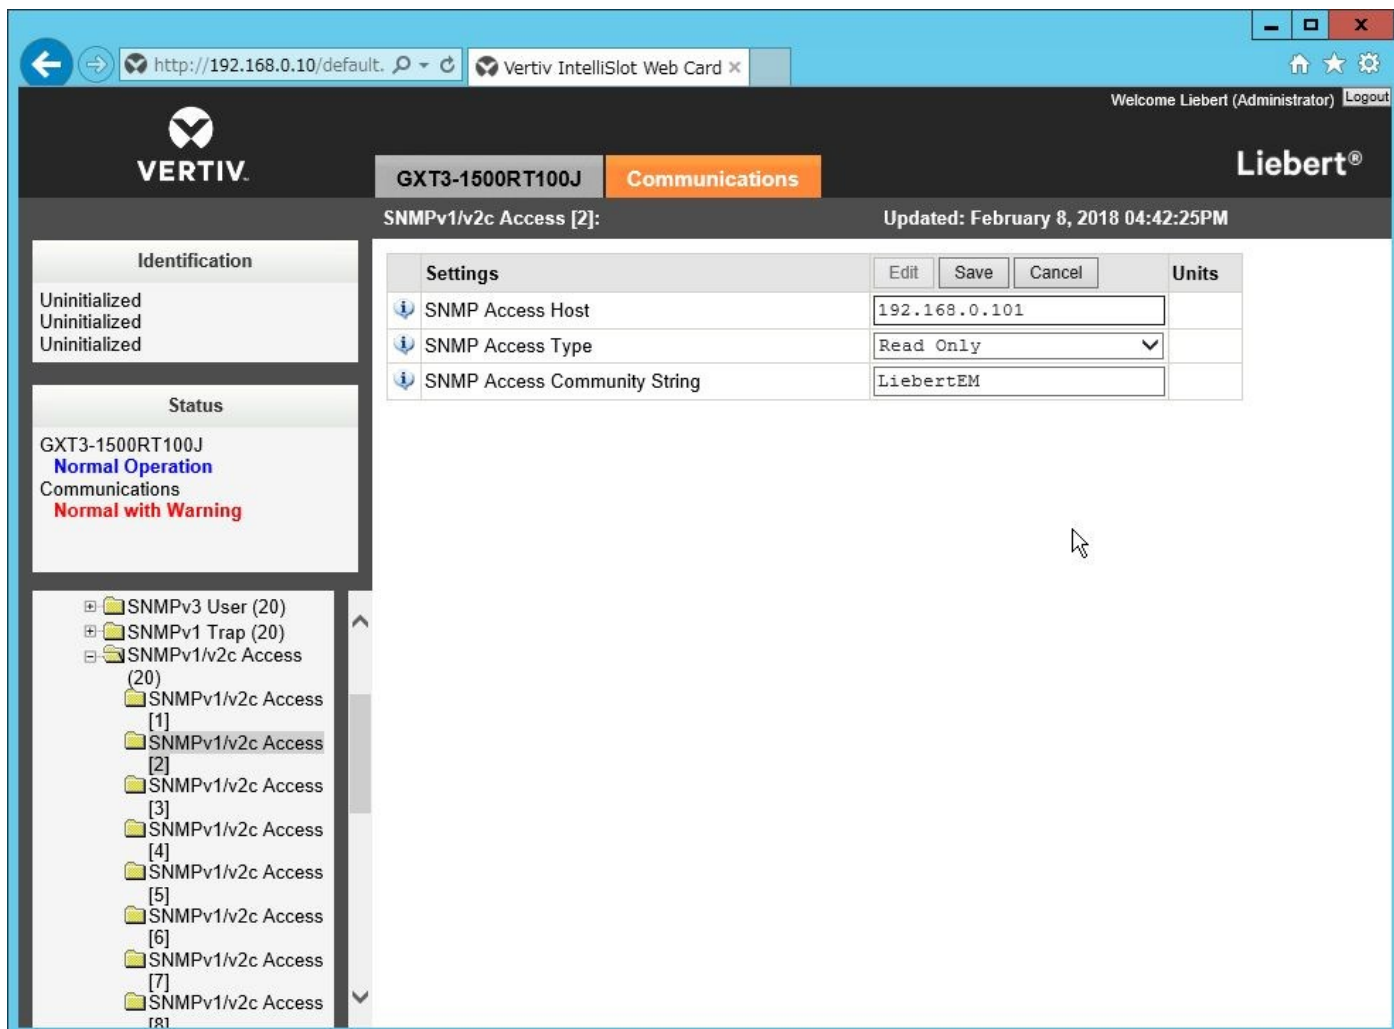 http://192.168.0.10/default.
Vertiv IntelliSlot Web Card
Welcome Liebert (Administrator) Logout
VERTIV.
GXT3-1500RT100J
Communications
Liebert®
SNMPv1/v2c Access [2]:
Updated: February 8, 2018 04:42:25PM
Identification
Uninitialized
Uninitialized
Uninitialized
Status
GXT3-1500RT100J
Normal Operation
Communications
Normal with Warning
SNMPv3 User (20)
SNMPv1 Trap (20)
SNMPv1/v2c Access
(20)
SNMPv1/v2c Access
[1]
SNMPv1/v2c Access
[2]
SNMPv1/v2c Access
[3]
SNMPv1/v2c Access
[4]
SNMPv1/v2c Access
[5]
SNMPv1/v2c Access
[6]
SNMPv1/v2c Access
[7]
SNMPv1/v2c Access
[8]
Settings Edit Save Cancel Units
SNMP Access Host 192.168.0.101
SNMP Access Type Read Only
SNMP Access Community String LiebertEM